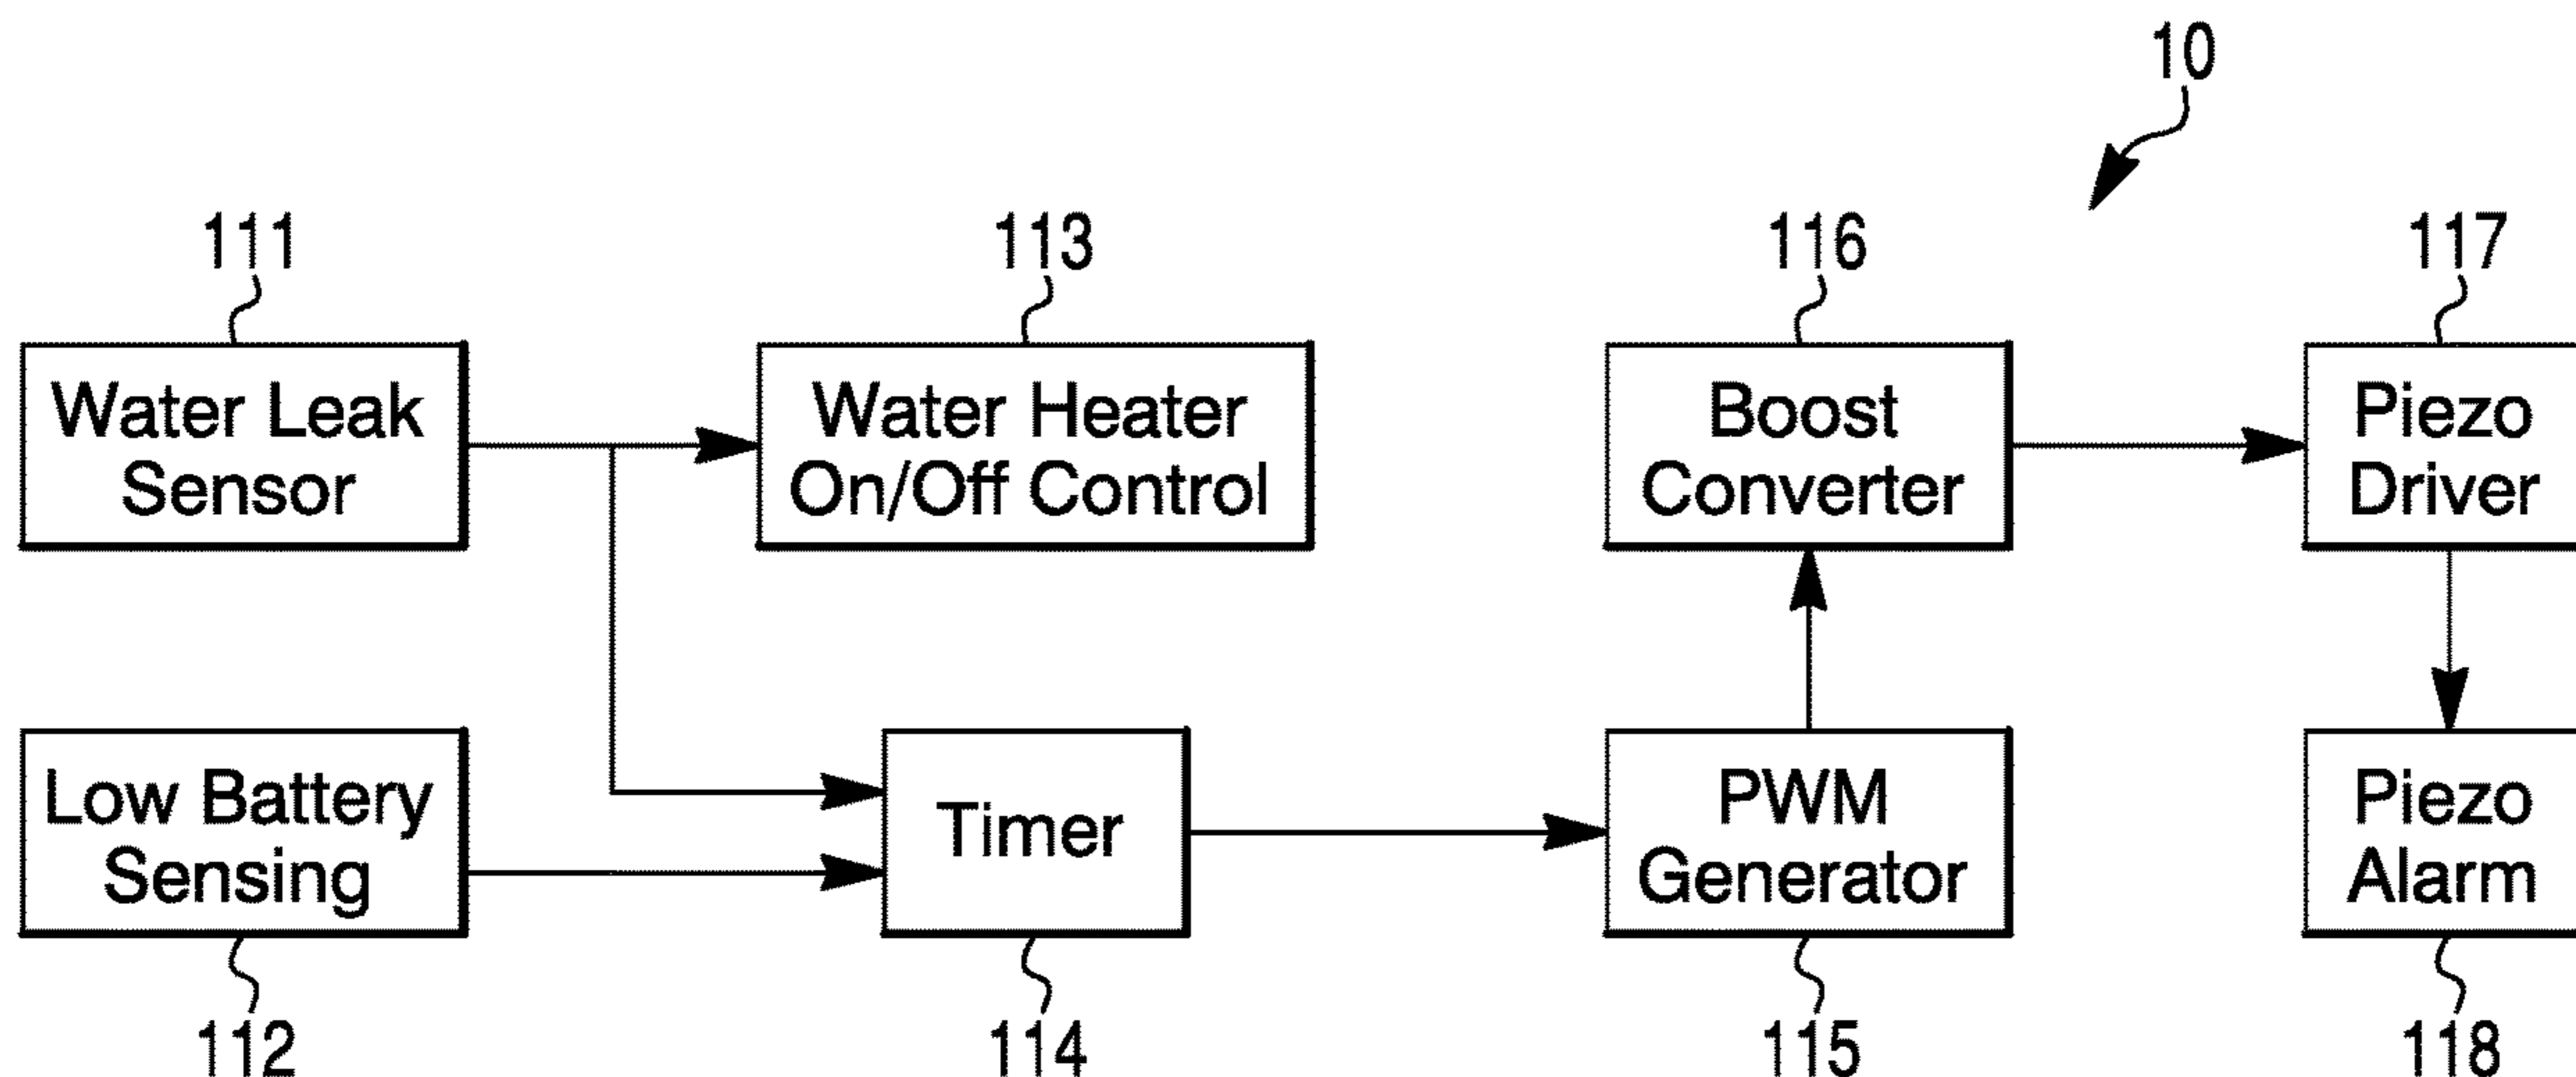 10
111
113
116
117
Water Leak
Sensor
Water Heater
On/Off Control
Boost
Converter
Piezo
Driver
Low Battery
Sensing
Timer
PWM
Generator
Piezo
Alarm
112
114
115
118